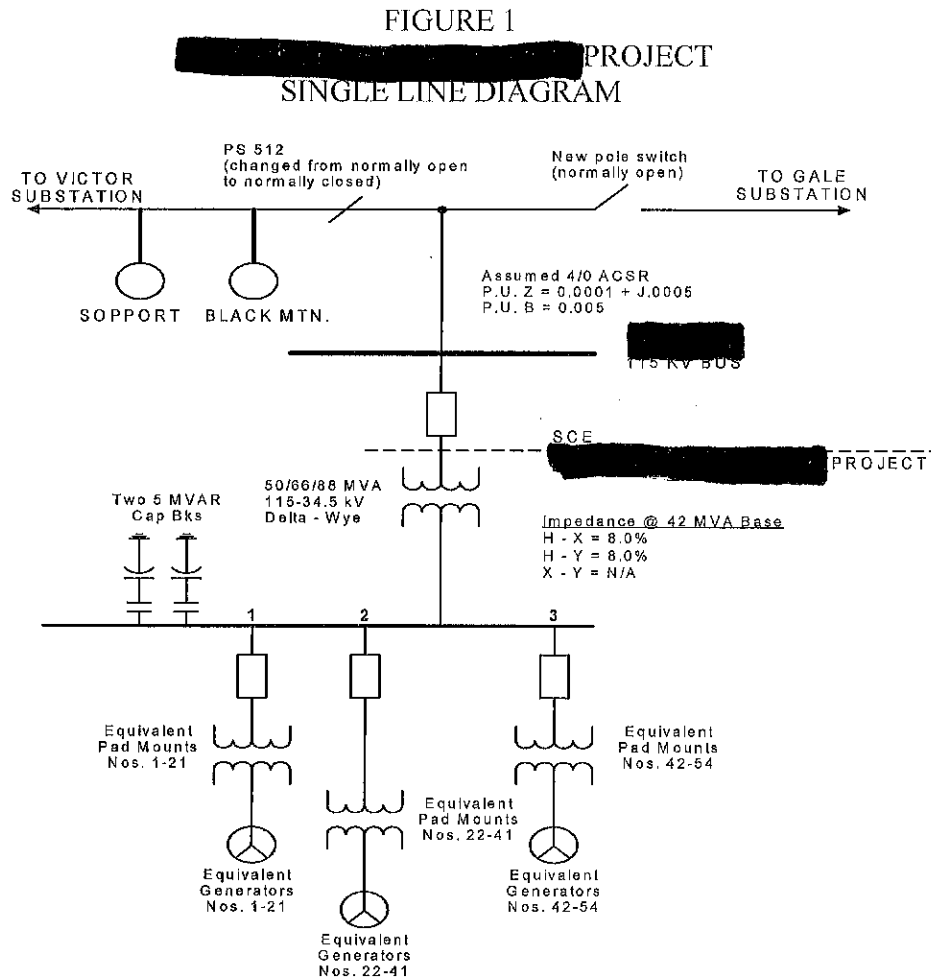 FIGURE 1
PROJECT
SINGLE LINE DIAGRAM
PS 512
(changed from normally open
to normally closed)
New pole switch
(normally open)
TO VICTOR
SUBSTATION
TO GALE
SUBSTATION
SOPPORT
BLACK MTN.
Assumed 4/0 ACSR
P.U. Z = 0.0001 + J.0005
P.U. B = 0.005
115 KV BUS
SCE
PROJECT
50/66/88 MVA
115-34.5 kV
Delta - Wye
Two 5 MVAR
Cap Bks
Impedance @ 42 MVA Base
H - X = 8.0%
H - Y = 8.0%
X - Y = N/A
1
2
3
Equivalent
Pad Mounts
Nos. 1-21
Equivalent
Pad Mounts
Nos. 22-41
Equivalent
Pad Mounts
Nos. 42-54
Equivalent
Generators
Nos. 1-21
Equivalent
Generators
Nos. 22-41
Equivalent
Generators
Nos. 42-54